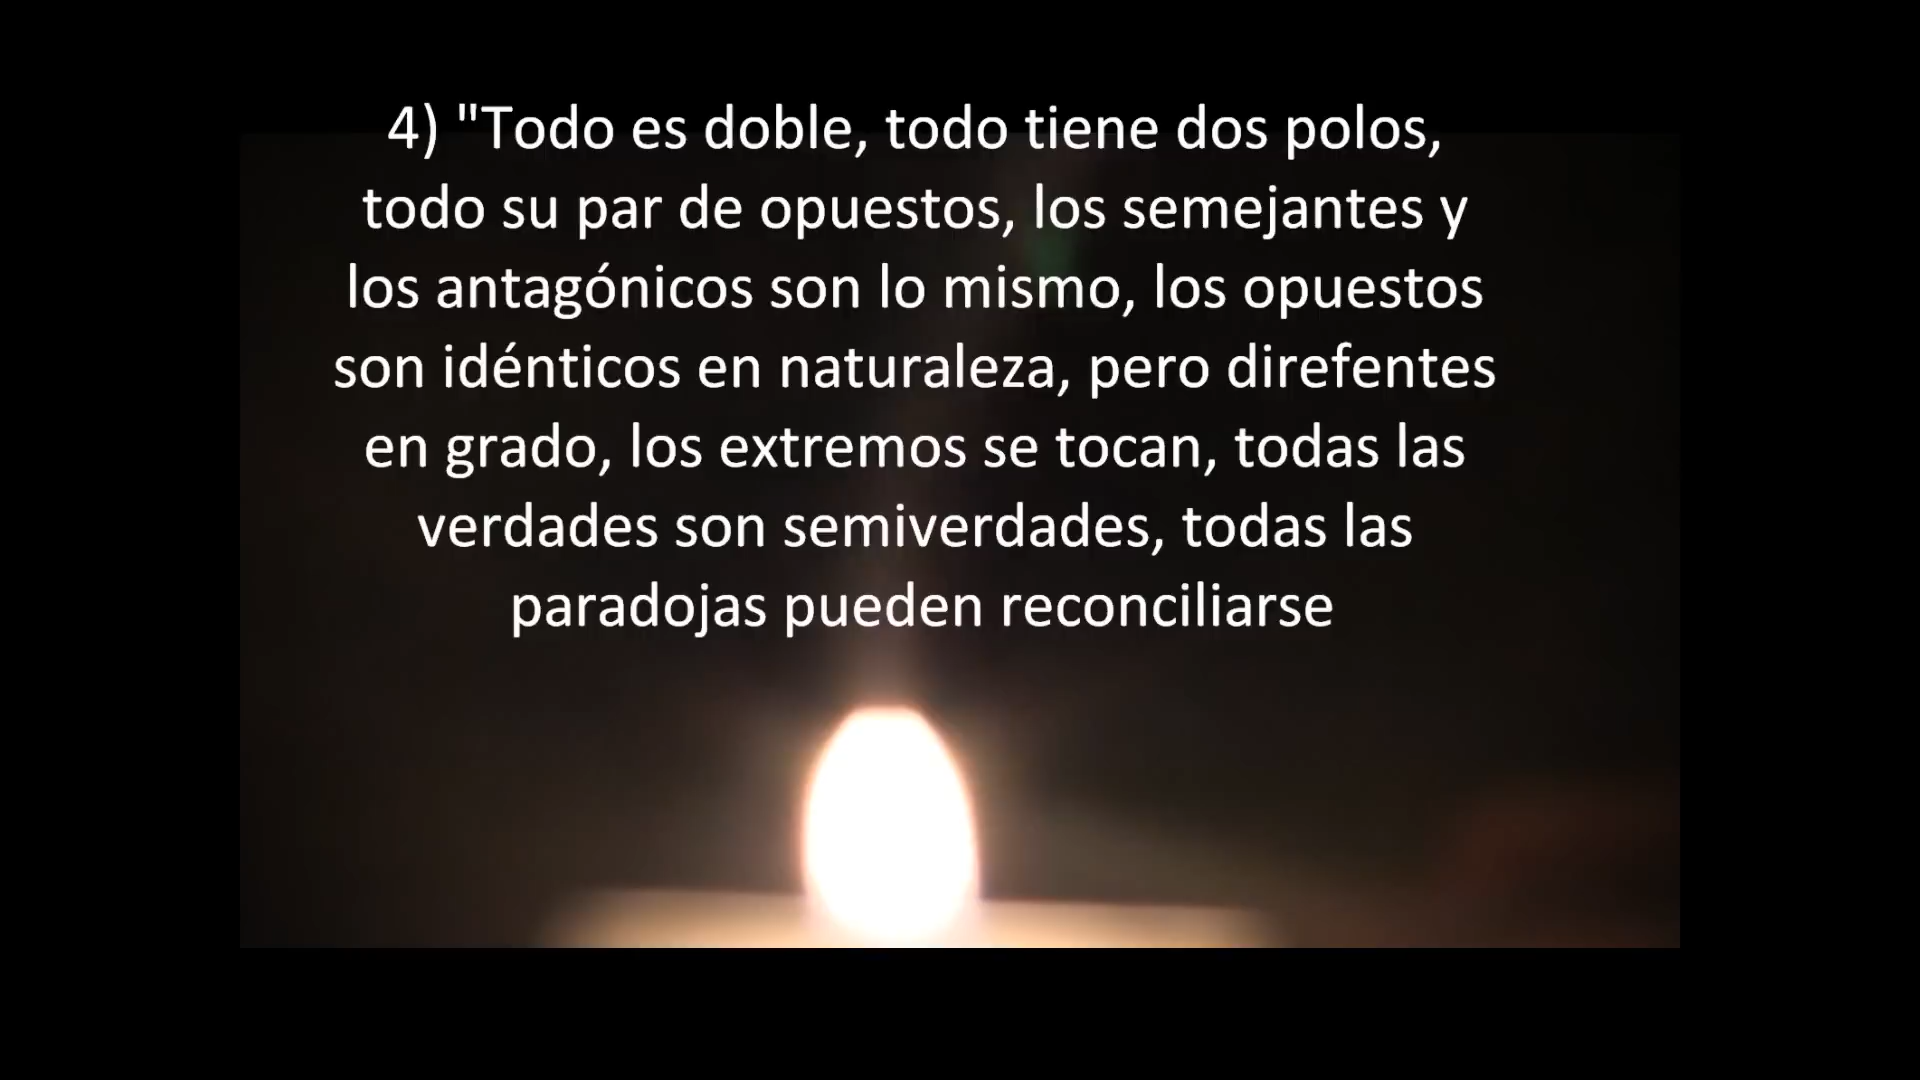 4) "Todo es doble, todo tiene dos polos,
todo su par de opuestos, los semejantes y
los antagónicos son lo mismo, los opuestos
son idénticos en naturaleza, pero direfentes
en grado, los extremos se tocan, todas las
verdades son semiverdades, todas las
paradojas pueden reconciliarse